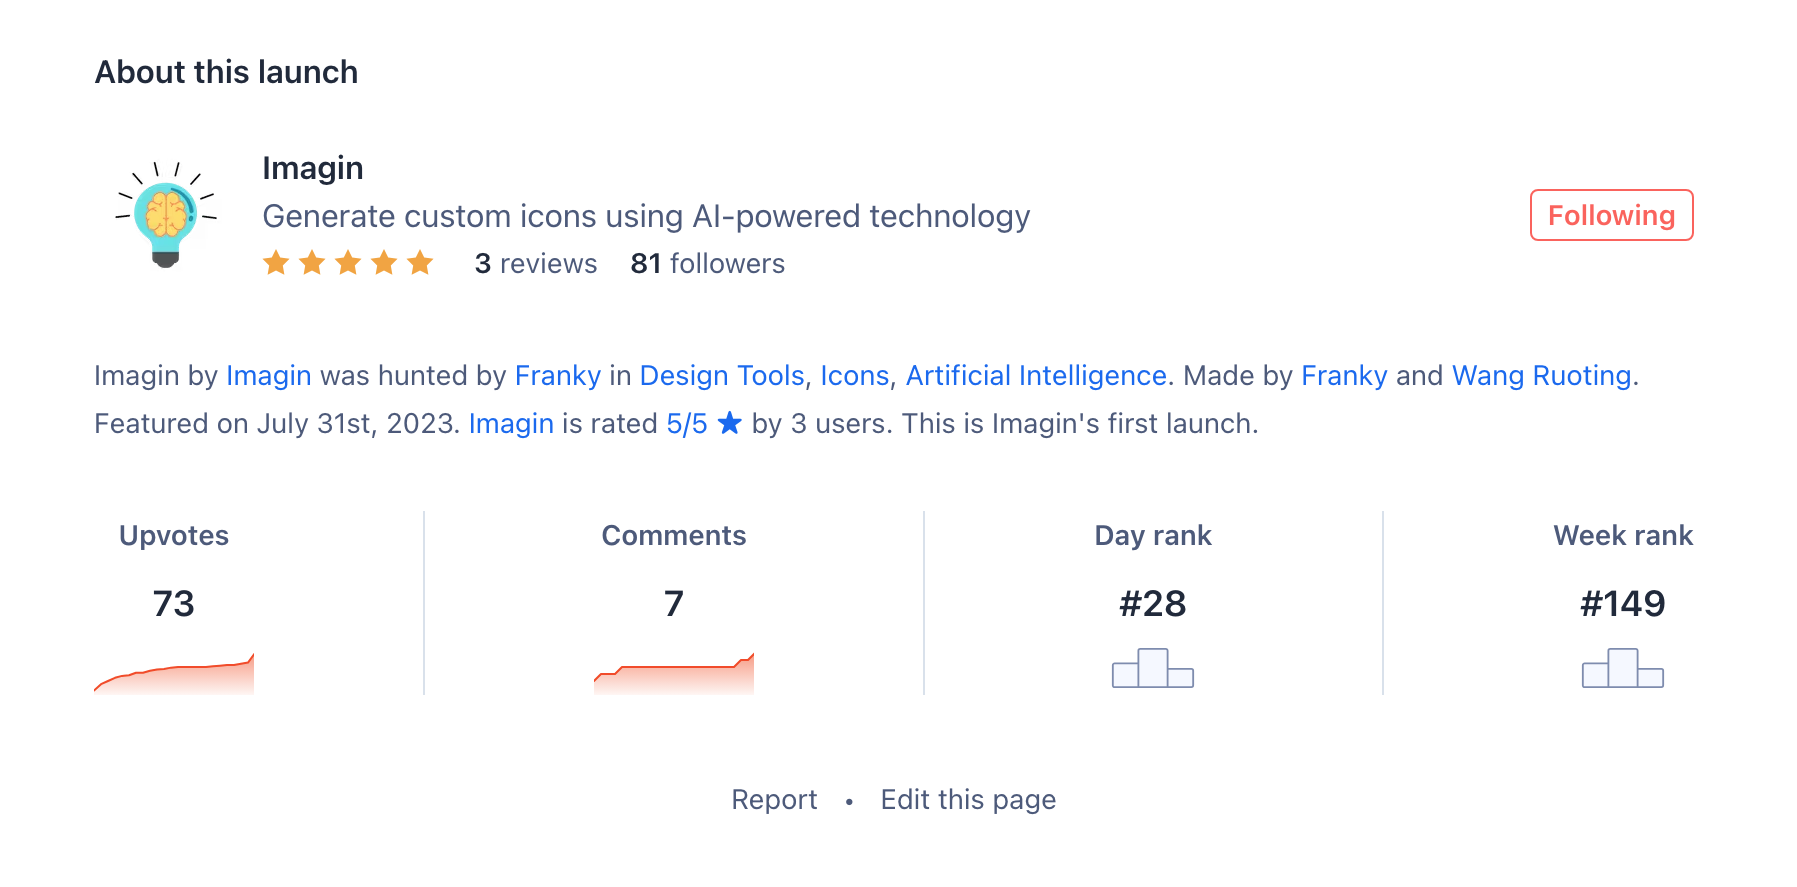 About this launch
Imagin
Generate custom icons using AI-powered technology
Following
3 reviews 81 followers
Imagin by Imagin was hunted by Franky in Design Tools, Icons, Artificial Intelligence. Made by Franky and Wang Ruoting.
Featured on July 31st, 2023. Imagin is rated 5/5 ★ by 3 users. This is Imagin's first launch.
Upvotes Comments Day rank Week rank
73 7 #28 #149
Report • Edit this page